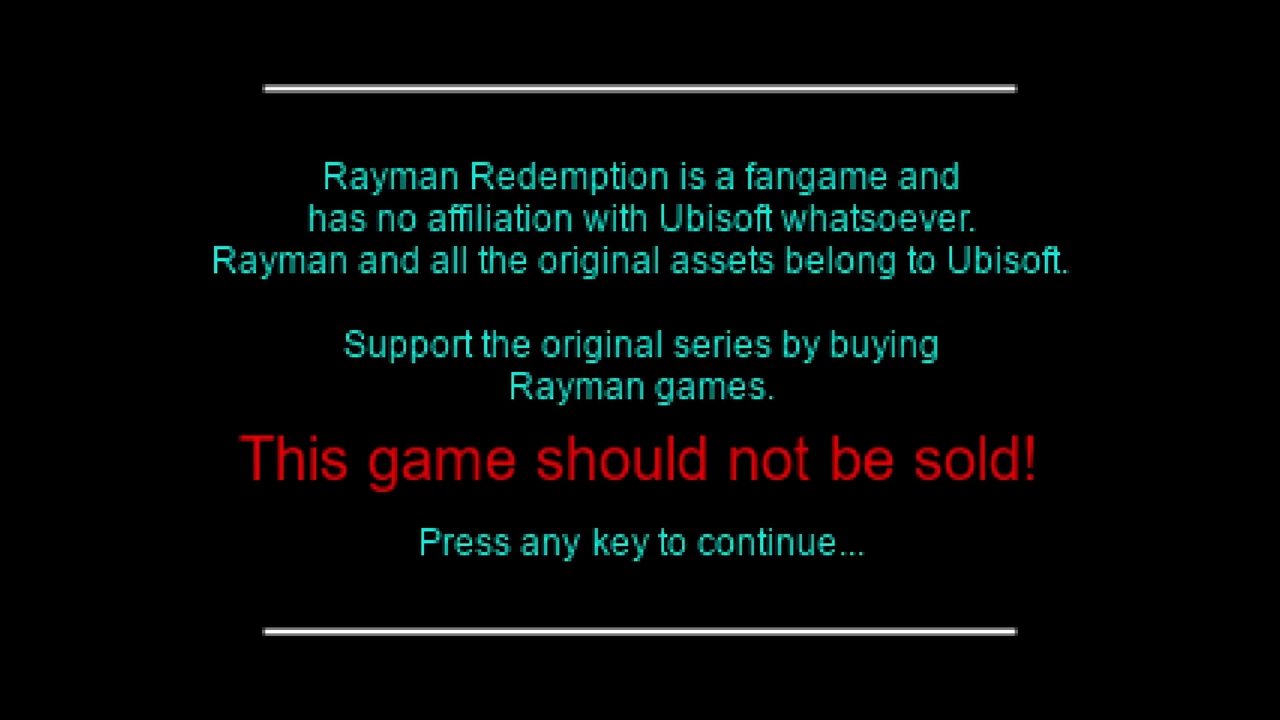 Rayman Redemption is a fangame and
has no affiliation with Ubisoft whatsoever.
Rayman and all the original assets belong to Ubisoft.
Support the original series by buying
Rayman games.
This game should not be sold!
Press any key to continue...